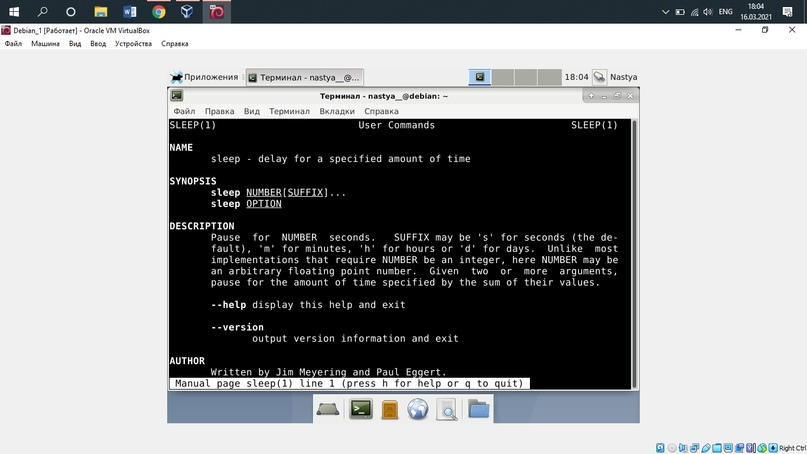 18:04
ENG
16.03.2021
Debian_1 [Работает] - Oracle VM VirtualBox
Файл Машина Вид Ввод Устройства Справка
Приложения Терминал - nastya__@... 18:04 Nastya
Терминал - nastya__@debian: ~
Файл Правка Вид Терминал Вкладки Справка
SLEEP(1) User Commands SLEEP(1)
NAME
sleep - delay for a specified amount of time
SYNOPSIS
sleep NUMBER[SUFFIX]...
sleep OPTION
DESCRIPTION
Pause for NUMBER seconds. SUFFIX may be 's' for seconds (the de-
fault), 'm' for minutes, 'h' for hours or 'd' for days. Unlike most
implementations that require NUMBER be an integer, here NUMBER may be
an arbitrary floating point number. Given two or more arguments,
pause for the amount of time specified by the sum of their values.
--help display this help and exit
--version
output version information and exit
AUTHOR
Written by Jim Meyering and Paul Eggert.
Manual page sleep(1) line 1 (press h for help or q to quit)
Right Ctrl